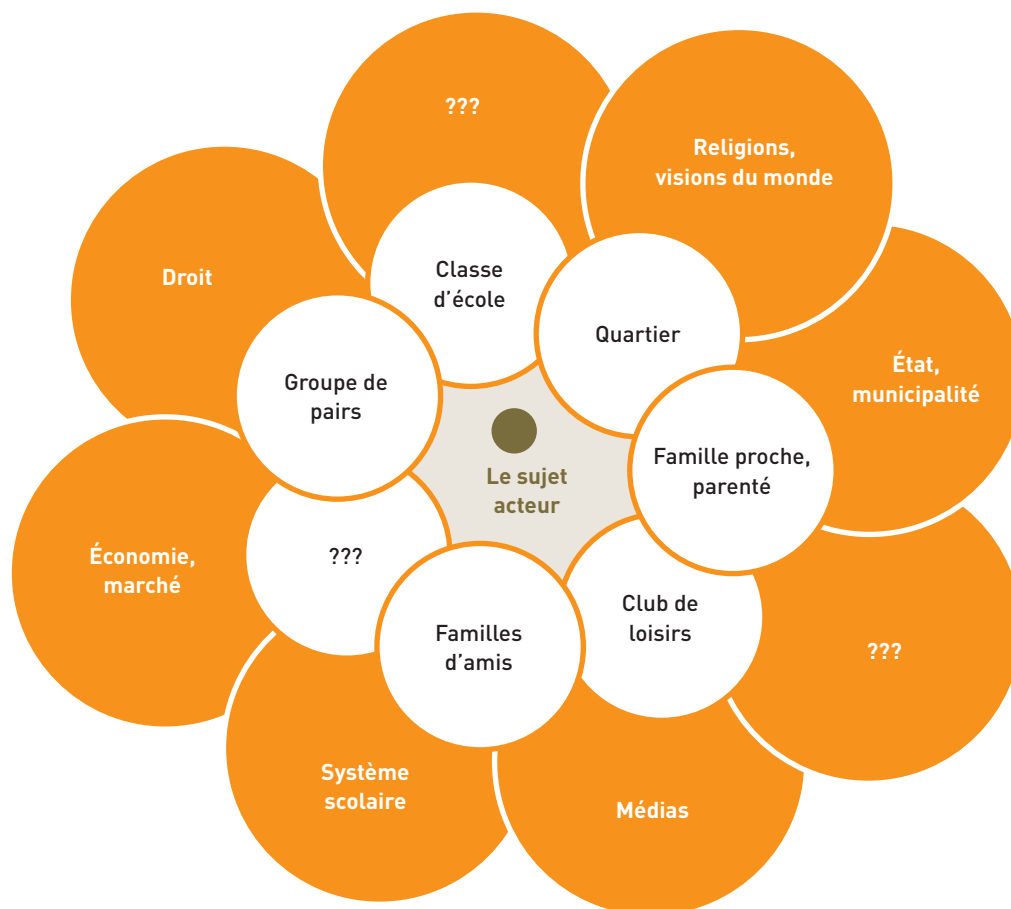 ???
Religions,
visions du monde
Droit
Classe
d’école
Quartier
État,
municipalité
Groupe de
pairs
Le sujet
acteur
Famille proche,
parenté
Économie,
marché
???
Club de
loisirs
Familles
d’amis
???
Système
scolaire
Médias